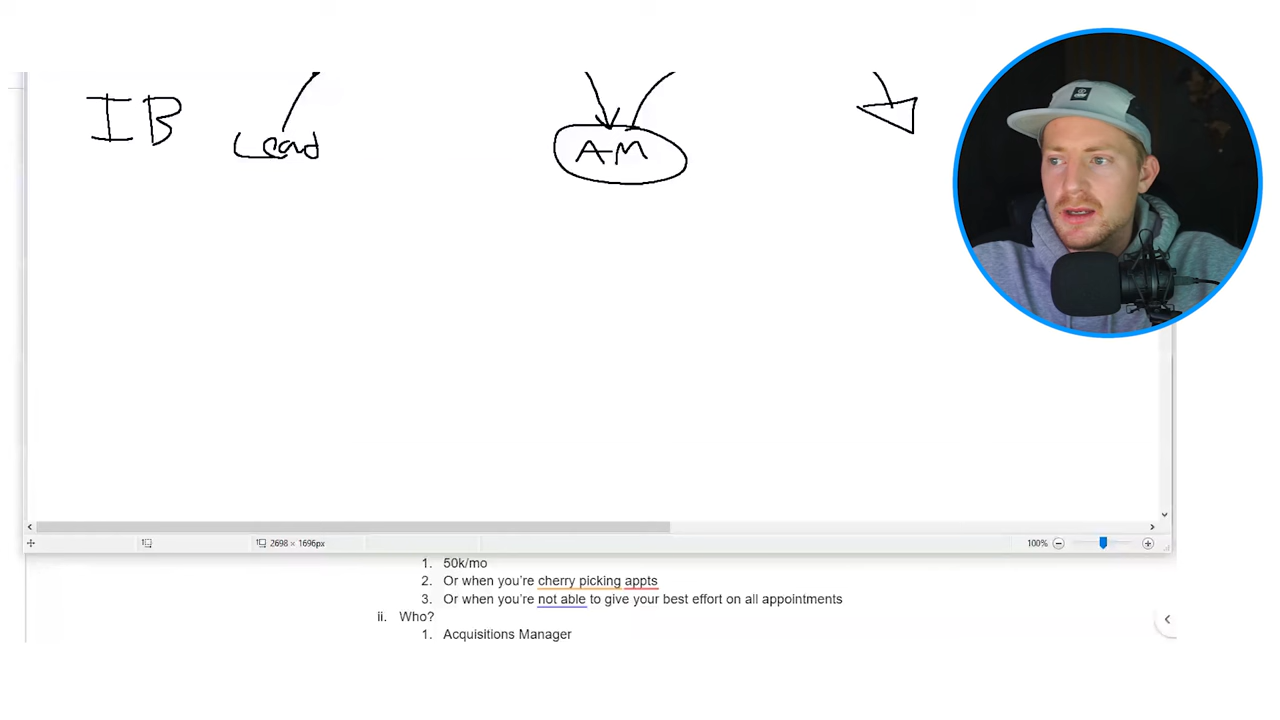 IB Lead AM
2698 × 1696px 100%
1. 50k/mo
2. Or when you're cherry picking appts
3. Or when you're not able to give your best effort on all appointments
ii. Who?
1. Acquisitions Manager